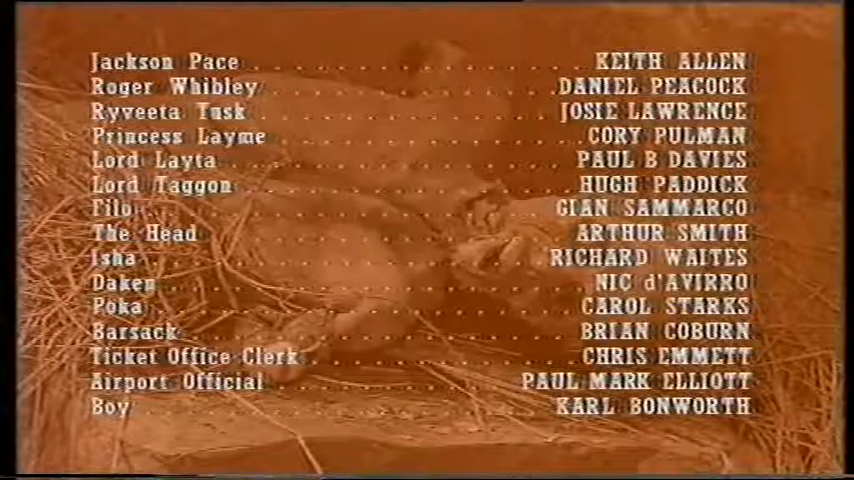 Jackson Pace . . . . . . . . . . . . . . . KEITH ALLEN
Roger Whibley . . . . . . . . . . . . . DANIEL PEACOCK
Ryveeta Tusk . . . . . . . . . . . . . JOSIE LAWRENCE
Princess Layme . . . . . . . . . . . . . CORY PULMAN
Lord Layta . . . . . . . . . . . . . . . PAUL B DAVIES
Lord Taggon . . . . . . . . . . . . . . HUGH PADDICK
Filo . . . . . . . . . . . . . . . . . GIAN SAMMARCO
The Head . . . . . . . . . . . . . . . ARTHUR SMITH
Isha . . . . . . . . . . . . . . . . . RICHARD WAITES
Daken . . . . . . . . . . . . . . . . . NIC d'AVIRRO
Poka . . . . . . . . . . . . . . . . . CAROL STARKS
Barsack . . . . . . . . . . . . . . . . BRIAN COBURN
Ticket Office Clerk . . . . . . . . . . . CHRIS EMMETT
Airport Official . . . . . . . . . . PAUL MARK ELLIOTT
Boy . . . . . . . . . . . . . . . . . KARL BONWORTH